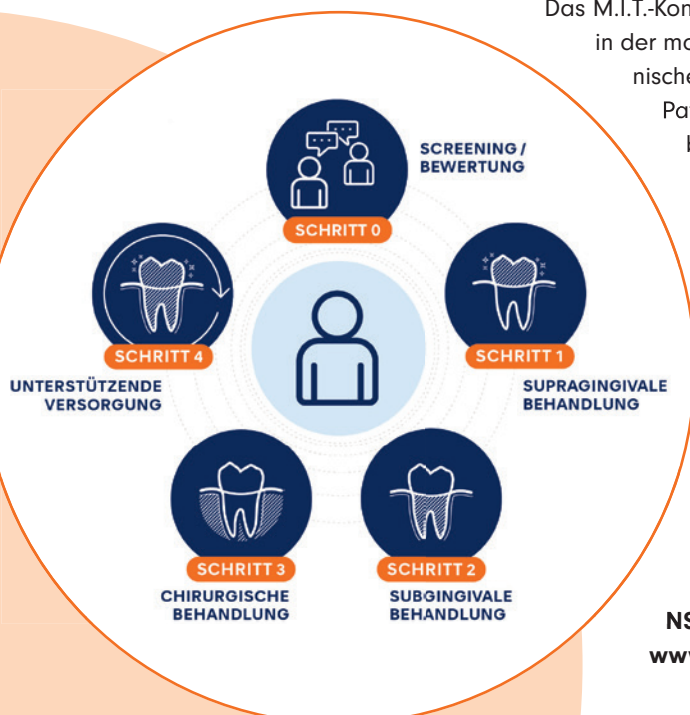 Das M.I.T.-Kon
in der mo
nische
Pa
b
SCREENING /
BEWERTUNG
SCHRITT 0
SCHRITT 4
SCHRITT 1
UNTERSTÜTZENDE
VERSORGUNG
SUPRAGINGIVALE
BEHANDLUNG
SCHRITT 3
SCHRITT 2
CHIRURGISCHE
BEHANDLUNG
SUBGINGIVALE
BEHANDLUNG
NS
www